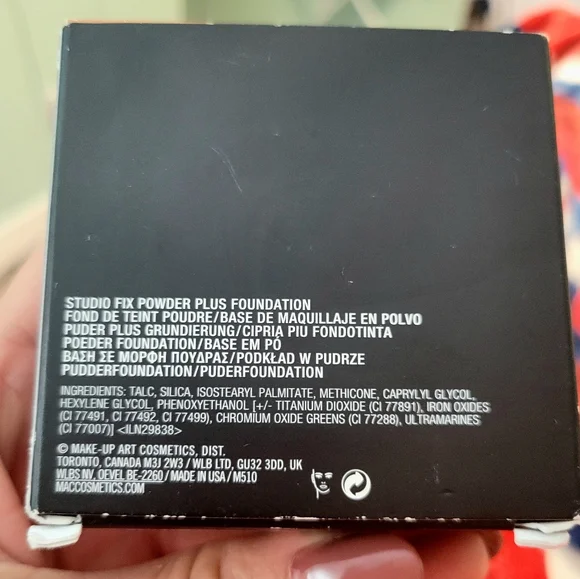 STUDIO FIX POWDER PLUS FOUNDATION
FOND DE TEINT POUDRE/BASE DE MAQUILLAJE EN POLVO
PUDER PLUS GRUNDIERUNG/CIPRIA PIU FONDOTINTA
POEDER FOUNDATION/BASE EM PÓ
ΒΑΣΗ ΣΕ ΜΟΡΦΗ ΠΟΥΔΡΑΣ/PODKŁAD W PUDRZE
PUDDERFOUNDATION/PUDERFOUNDATION
INGREDIENTS: TALC, SILICA, ISOSTEARYL PALMITATE, METHICONE, CAPRYLYL GLYCOL,
HEXYLENE GLYCOL, PHENOXYETHANOL [+/- TITANIUM DIOXIDE (CI 77891), IRON OXIDES
(CI 77491, CI 77492, CI 77499), CHROMIUM OXIDE GREENS (CI 77288), ULTRAMARINES
(CI 77007)] <ILN29838>
© MAKE-UP ART COSMETICS, DIST.
TORONTO, CANADA M3J 2W3 / WLB LTD, GU32 3DD, UK
WLBS NV, OEVEL BE-2260 / MADE IN USA / M510
MACCOSMETICS.COM